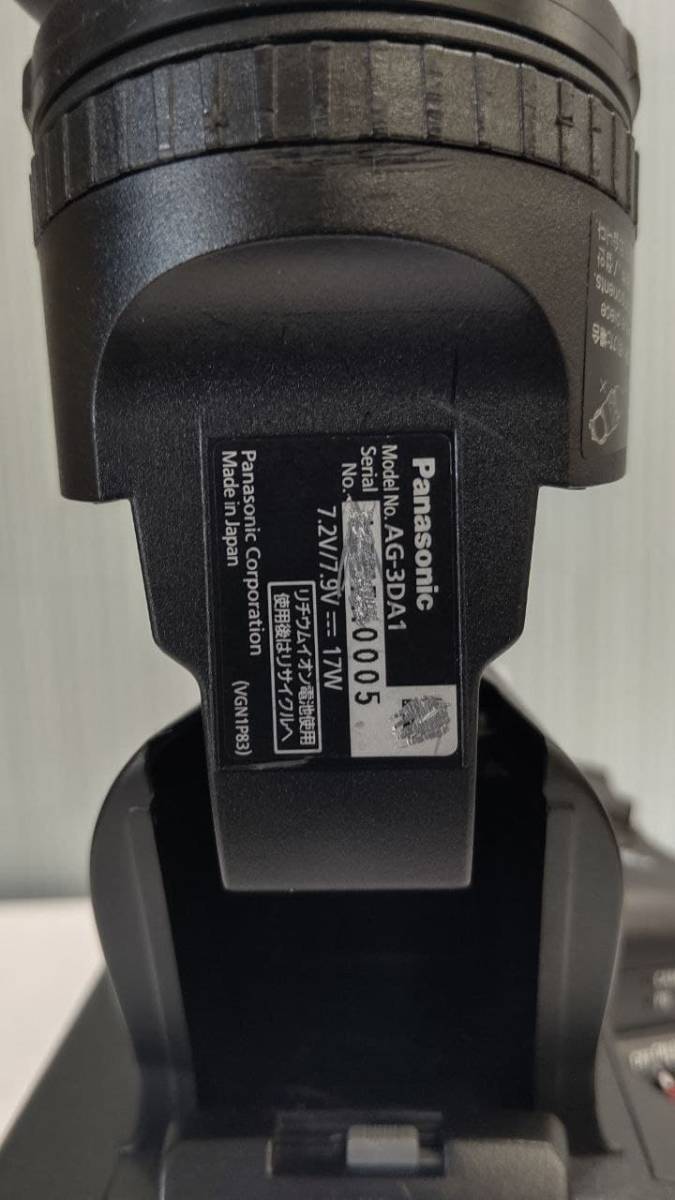 Panasonic
Model No. AG-3DA1
Serial
No. 0005
7.2V/7.9V ⎓ 17W
リチウムイオン電池使用
使用後はリサイクルへ
Panasonic Corporation
Made in Japan
(VGN1P83)